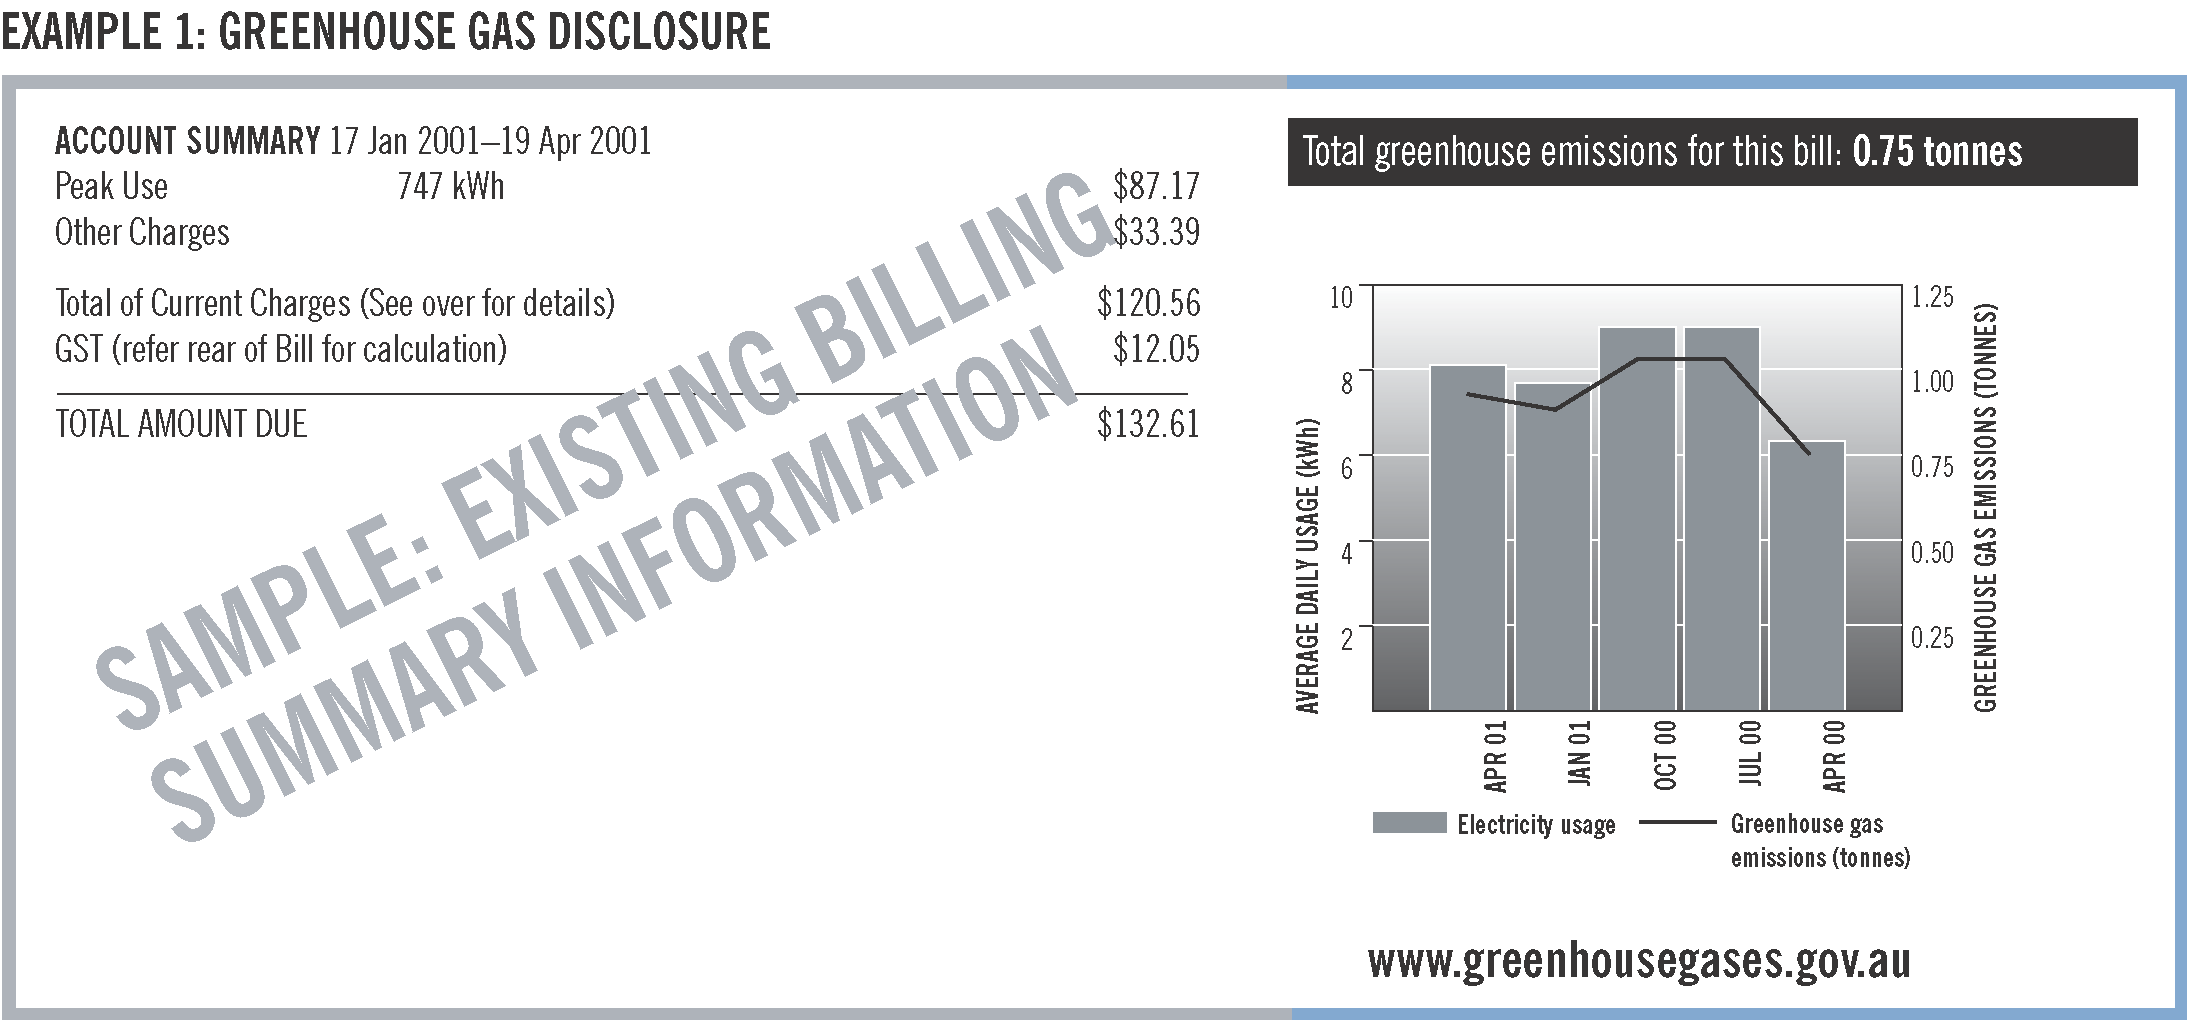 EXAMPLE 1: GREENHOUSE GAS DISCLOSURE
ACCOUNT SUMMARY 17 Jan 2001–19 Apr 2001
Peak Use 747 kWh $87.17
Other Charges $33.39
Total of Current Charges (See over for details) $120.56
GST (refer rear of Bill for calculation) $12.05
TOTAL AMOUNT DUE $132.61
SAMPLE: EXISTING BILLING
SUMMARY INFORMATION
Total greenhouse emissions for this bill: 0.75 tonnes
AVERAGE DAILY USAGE (kWh)
10
8
6
4
2
1.25
1.00
0.75
0.50
0.25
GREENHOUSE GAS EMISSIONS (TONNES)
APR 01
JAN 01
OCT 00
JUL 00
APR 00
Electricity usage
Greenhouse gas
emissions (tonnes)
www.greenhousegases.gov.au